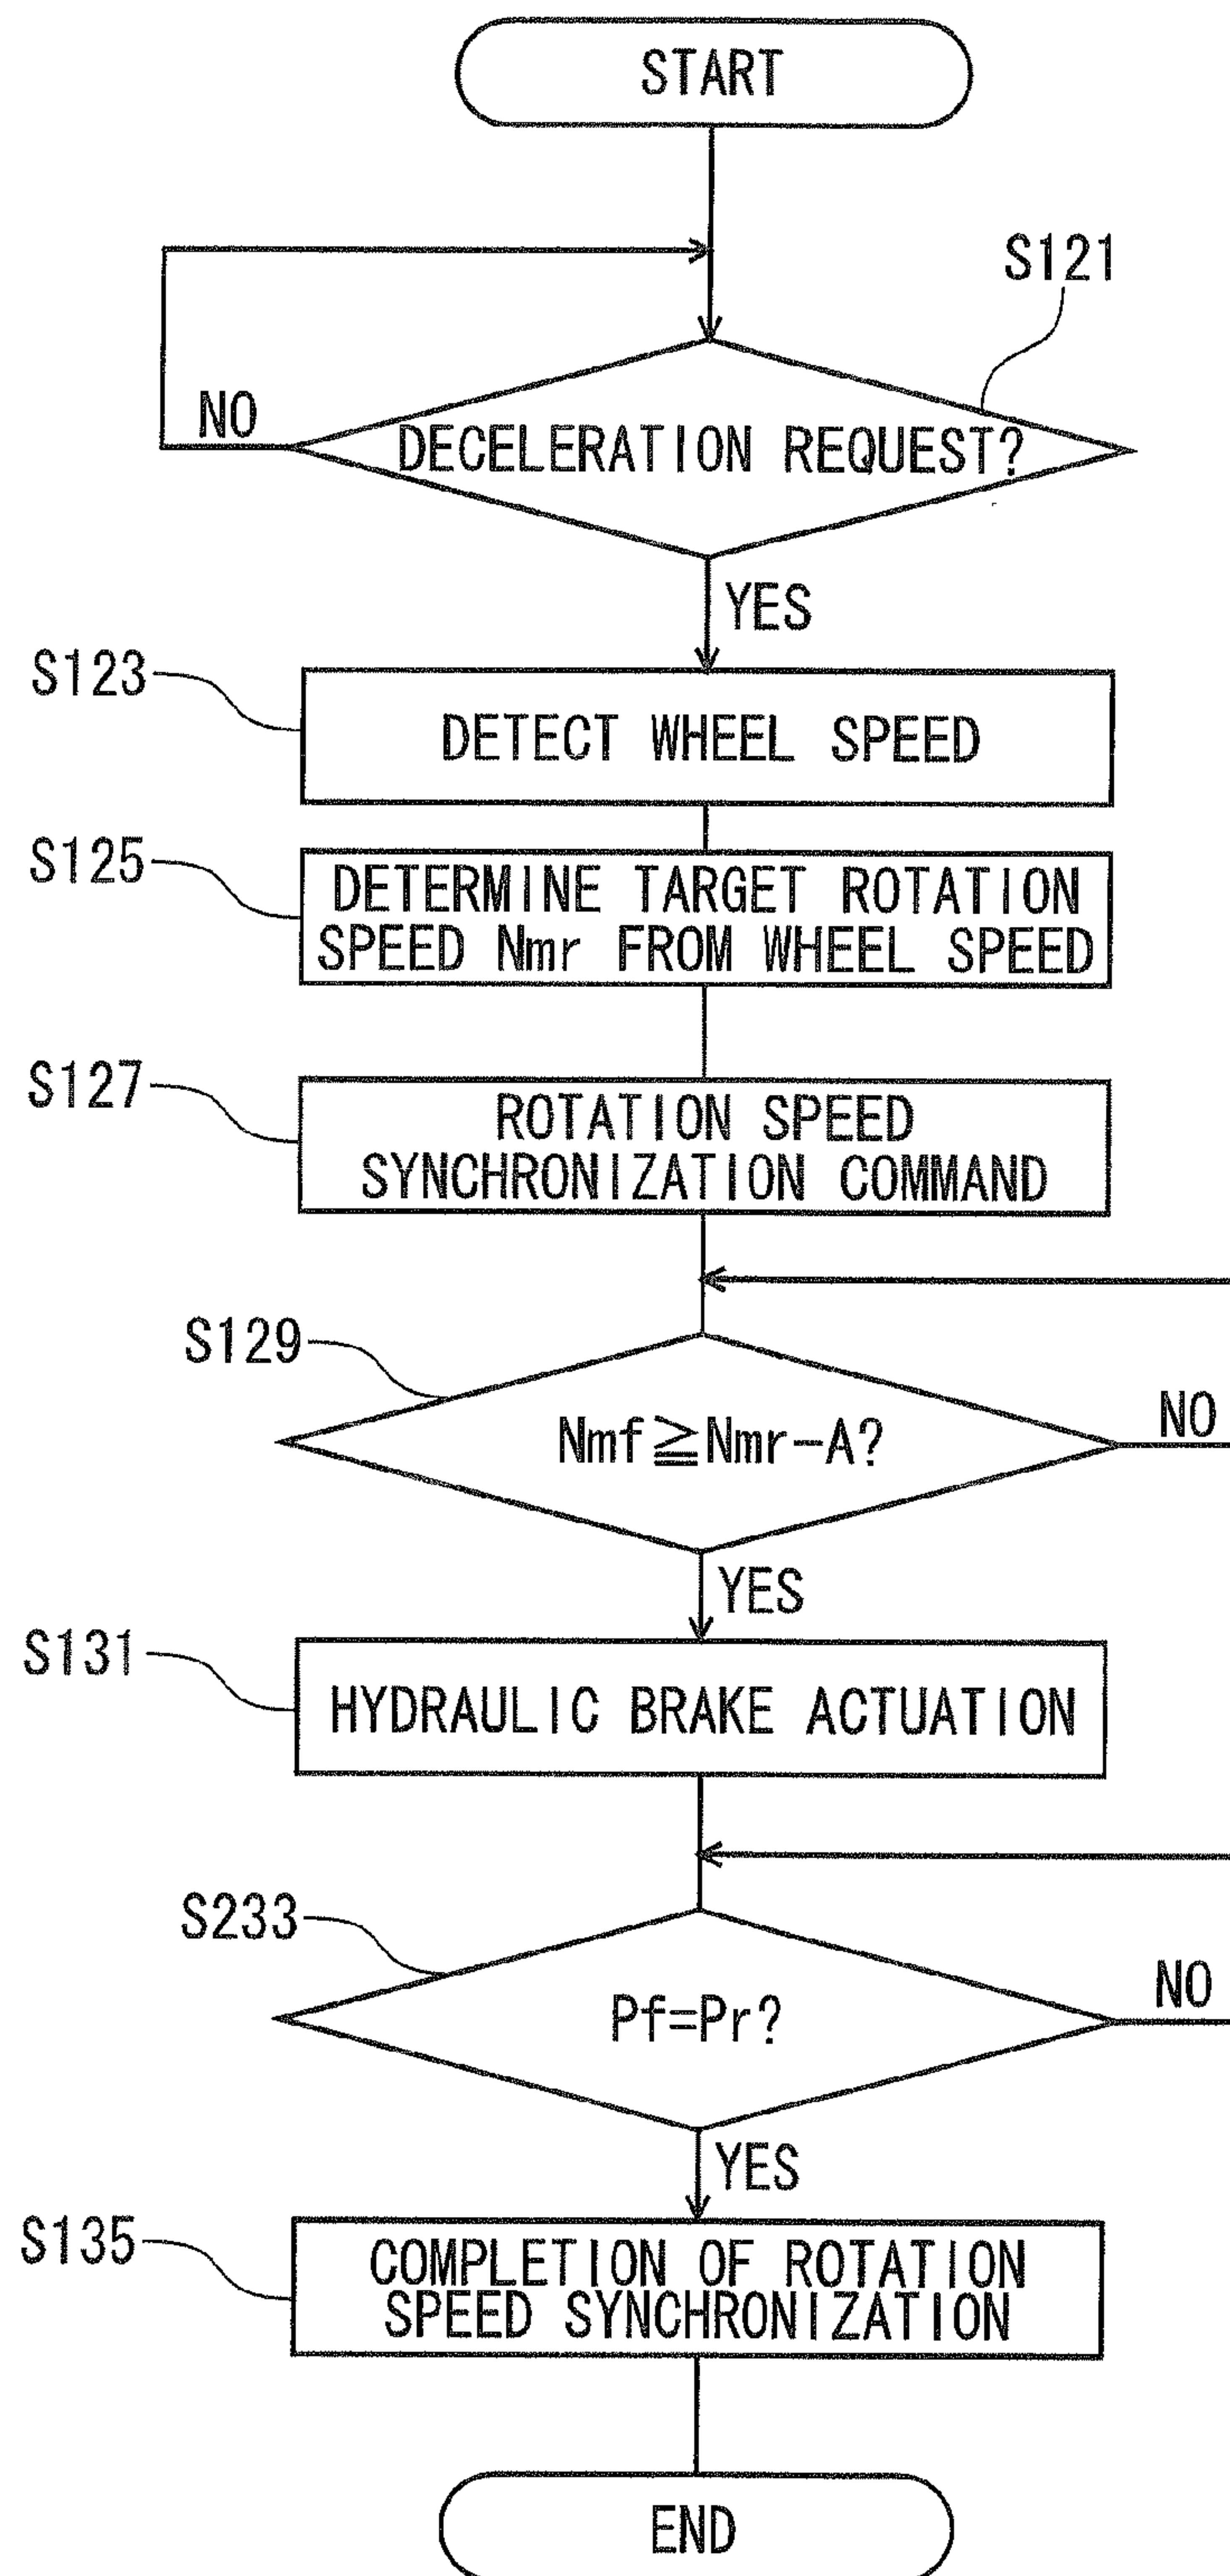 START
S121
NO
DECELERATION REQUEST?
YES
S123
DETECT WHEEL SPEED
S125
DETERMINE TARGET ROTATION
SPEED Nmr FROM WHEEL SPEED
S127
ROTATION SPEED
SYNCHRONIZATION COMMAND
S129
Nmf≧Nmr-A?
NO
YES
S131
HYDRAULIC BRAKE ACTUATION
S233
Pf=Pr?
NO
YES
S135
COMPLETION OF ROTATION
SPEED SYNCHRONIZATION
END